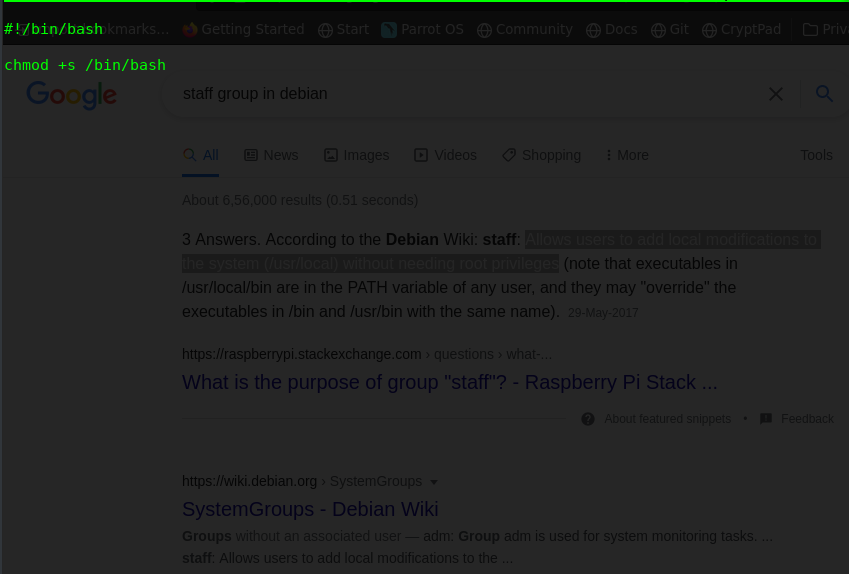 #!/bin/bash
Getting Started Start Parrot OS Community Docs Git CryptPad
chmod +s /bin/bash
Google
staff group in debian
All News Images Videos Shopping More Tools
About 6,56,000 results (0.51 seconds)
3 Answers. According to the Debian Wiki: staff: Allows users to add local modifications to
the system (/usr/local) without needing root privileges (note that executables in
/usr/local/bin are in the PATH variable of any user, and they may "override" the
executables in /bin and /usr/bin with the same name). 29-May-2017
https://raspberrypi.stackexchange.com › questions › what-...
What is the purpose of group "staff"? - Raspberry Pi Stack ...
About featured snippets • Feedback
https://wiki.debian.org › SystemGroups
SystemGroups - Debian Wiki
Groups without an associated user — adm: Group adm is used for system monitoring tasks. ...
staff: Allows users to add local modifications to the ...